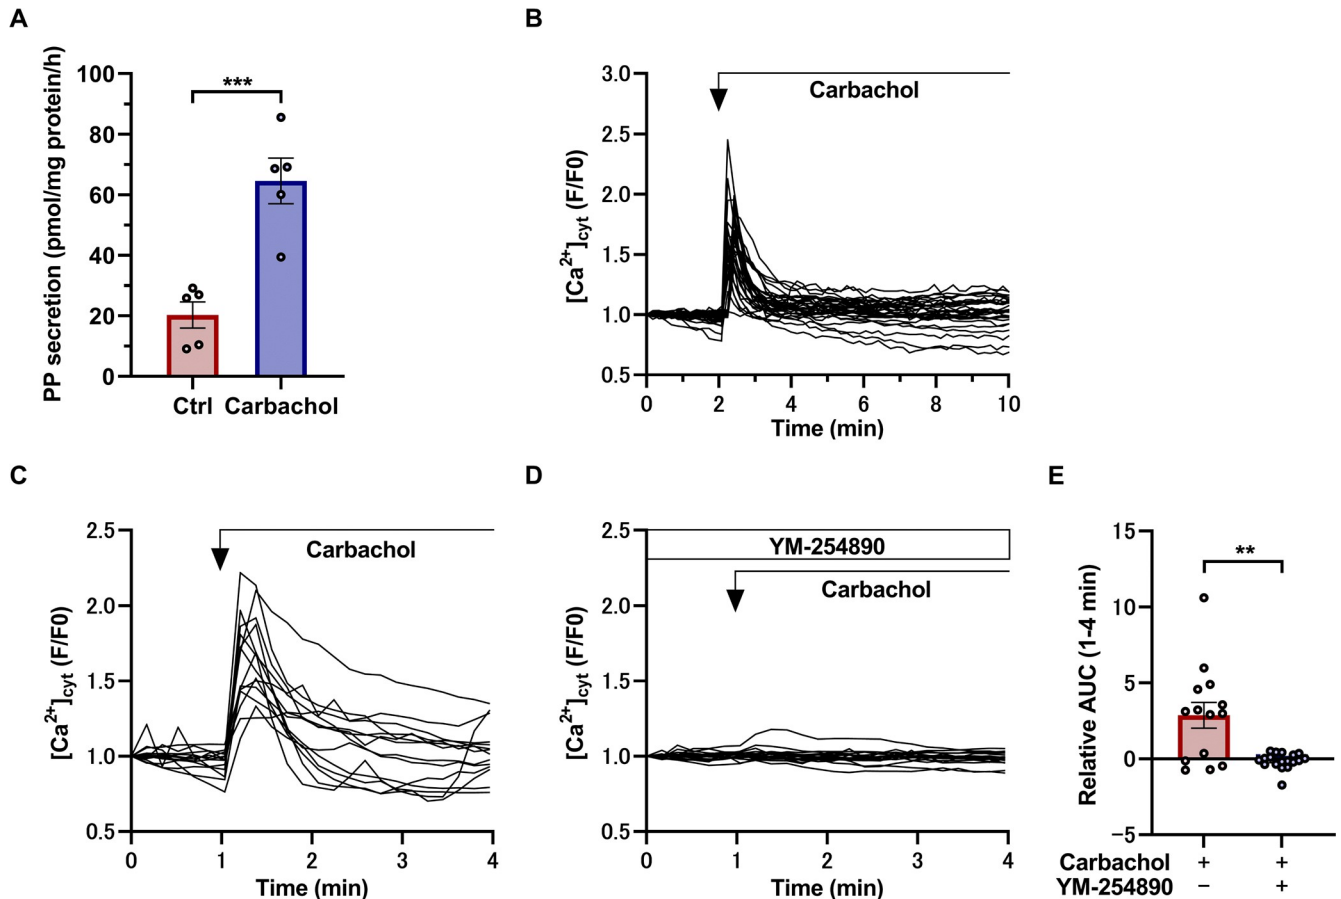 A
PP secretion (pmol/mg protein/h)
100
80
60
40
20
0
***
Ctrl Carbachol
B
[Ca2+]cyt (F/F0)
3.0
2.5
2.0
1.5
1.0
0.5
Carbachol
0 2 4 6 8 10
Time (min)
C
[Ca2+]cyt (F/F0)
2.5
2.0
1.5
1.0
0.5
Carbachol
0 1 2 3 4
Time (min)
D
[Ca2+]cyt (F/F0)
2.5
2.0
1.5
1.0
0.5
YM-254890
Carbachol
0 1 2 3 4
Time (min)
E
Relative AUC (1-4 min)
15
10
5
0
−5
**
Carbachol + +
YM-254890 − +